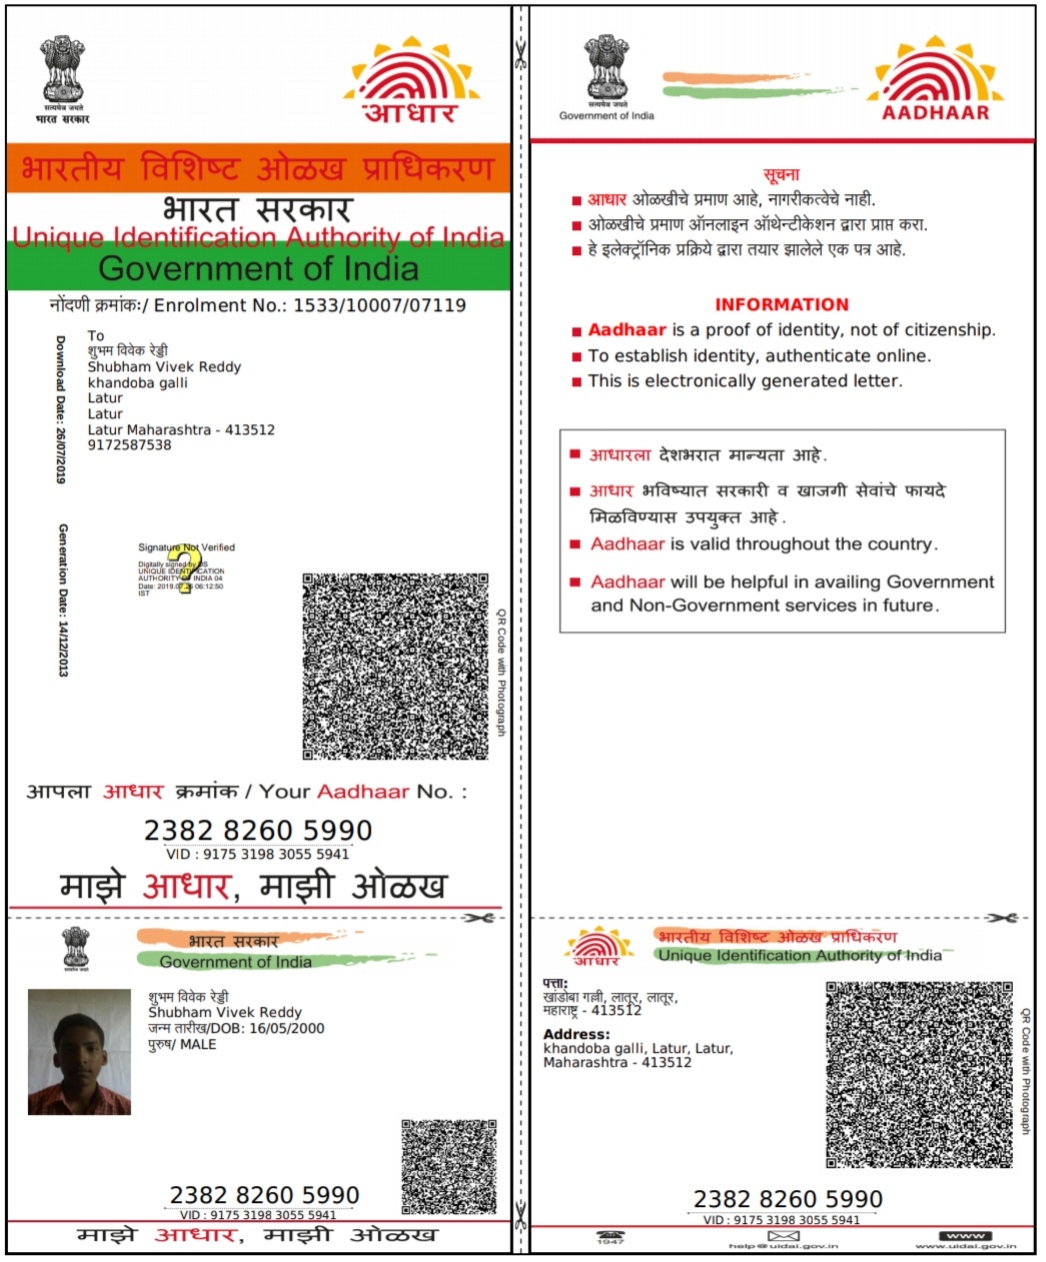 सत्यमेव जयते
भारत सरकार
आधार
भारतीय विशिष्ट ओळख प्राधिकरण
भारत सरकार
Unique Identification Authority of India
Government of India
नोंदणी क्रमांक:/ Enrolment No.: 1533/10007/07119
Download Date: 26/07/2019
To
शुभम विवेक रेड्डी
Shubham Vivek Reddy
khandoba galli
Latur
Latur
Latur Maharashtra - 413512
9172587538
Generation Date: 14/12/2013
Signature Not Verified
Digitally signed by DS
UNIQUE IDENTIFICATION
AUTHORITY OF INDIA 04
Date: 2019.07.26 06:12:50
IST
QR Code with Photograph
आपला आधार क्रमांक / Your Aadhaar No. :
2382 8260 5990
VID : 9175 3198 3055 5941
माझे आधार, माझी ओळख
सत्यमेव जयते
भारत सरकार
Government of India
शुभम विवेक रेड्डी
Shubham Vivek Reddy
जन्म तारीख/DOB: 16/05/2000
पुरुष/ MALE
2382 8260 5990
VID : 9175 3198 3055 5941
माझे आधार, माझी ओळख
सत्यमेव जयते
Government of India
AADHAAR
सूचना
आधार ओळखीचे प्रमाण आहे, नागरीकत्वेचे नाही.
ओळखीचे प्रमाण ऑनलाइन ऑथेन्टीकेशन द्वारा प्राप्त करा.
हे इलेक्ट्रॉनिक प्रक्रिये द्वारा तयार झालेले एक पत्र आहे.
INFORMATION
Aadhaar is a proof of identity, not of citizenship.
To establish identity, authenticate online.
This is electronically generated letter.
आधारला देशभरात मान्यता आहे.
आधार भविष्यात सरकारी व खाजगी सेवांचे फायदे
मिळविण्यास उपयुक्त आहे.
Aadhaar is valid throughout the country.
Aadhaar will be helpful in availing Government
and Non-Government services in future.
आधार
भारतीय विशिष्ट ओळख प्राधिकरण
Unique Identification Authority of India
पत्ता:
खांडोबा गल्ली, लातूर, लातूर,
महाराष्ट्र - 413512
Address:
khandoba galli, Latur, Latur,
Maharashtra - 413512
QR Code with Photograph
2382 8260 5990
VID : 9175 3198 3055 5941
1947
help@uidai.gov.in
www
www.uidai.gov.in